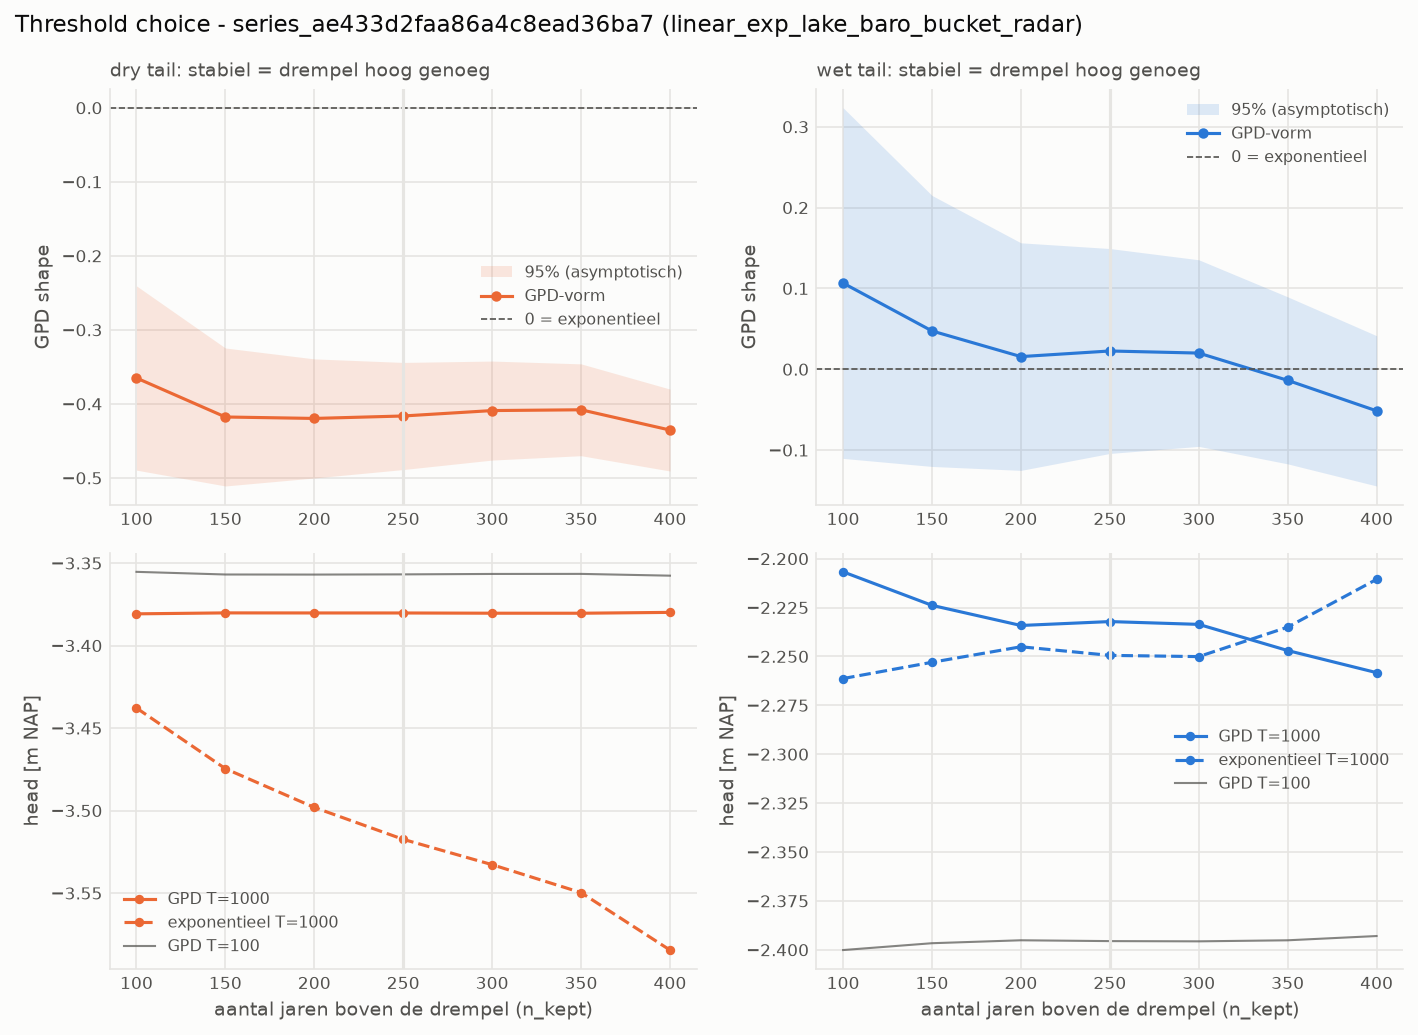 Threshold choice - series_ae433d2faa86a4c8ead36ba7 (linear_exp_lake_baro_bucket_radar)
dry tail: stabiel = drempel hoog genoeg
GPD shape
0.0
−0.1
−0.2
−0.3
−0.4
−0.5
95% (asymptotisch)
GPD-vorm
0 = exponentieel
100 150 200 250 300 350 400
wet tail: stabiel = drempel hoog genoeg
GPD shape
0.3
0.2
0.1
0.0
−0.1
95% (asymptotisch)
GPD-vorm
0 = exponentieel
100 150 200 250 300 350 400
head [m NAP]
−3.35
−3.40
−3.45
−3.50
−3.55
GPD T=1000
exponentieel T=1000
GPD T=100
100 150 200 250 300 350 400
aantal jaren boven de drempel (n_kept)
head [m NAP]
−2.200
−2.225
−2.250
−2.275
−2.300
−2.325
−2.350
−2.375
−2.400
GPD T=1000
exponentieel T=1000
GPD T=100
100 150 200 250 300 350 400
aantal jaren boven de drempel (n_kept)